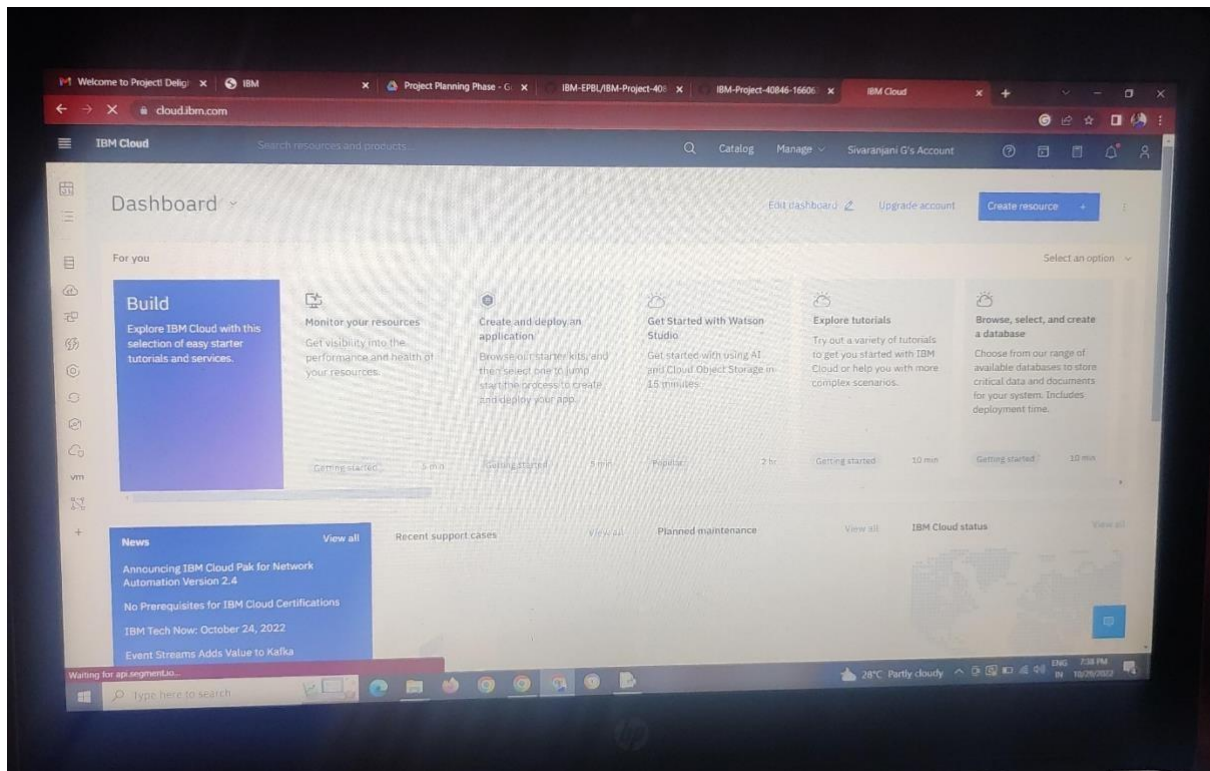 Welcome to Project! Delig
IBM
Project Planning Phase - G
IBM-EPBL/IBM-Project-408
IBM-Project-40846-16606
IBM Cloud
cloud.ibm.com
IBM Cloud
Search resources and products...
Catalog
Manage
Sivaranjani G's Account
Dashboard
Edit dashboard
Upgrade account
Create resource +
For you
Select an option
Build
Explore IBM Cloud with this
selection of easy starter
tutorials and services.
Monitor your resources
Get visibility into the
performance and health of
your resources.
Getting started
5 min
Create and deploy an
application
Browse our starter kits, and
then select one to jump
start the process to create
and deploy your app.
Getting started
5 min
Get Started with Watson
Studio
Get started with using AI
and Cloud Object Storage in
15 minutes.
Popular
2 hr
Explore tutorials
Try out a variety of tutorials
to get you started with IBM
Cloud or help you with more
complex scenarios.
Getting started
10 min
Browse, select, and create
a database
Choose from our range of
available databases to store
critical data and documents
for your system. Includes
deployment time.
Getting started
10 min
vm
News
View all
Announcing IBM Cloud Pak for Network
Automation Version 2.4
No Prerequisites for IBM Cloud Certifications
IBM Tech Now: October 24, 2022
Event Streams Adds Value to Kafka
Recent support cases
View all
Planned maintenance
View all
IBM Cloud status
View all
Waiting for api.segment.io...
Type here to search
28°C Partly cloudy
ENG
IN
7:38 PM
10/29/2022
hp